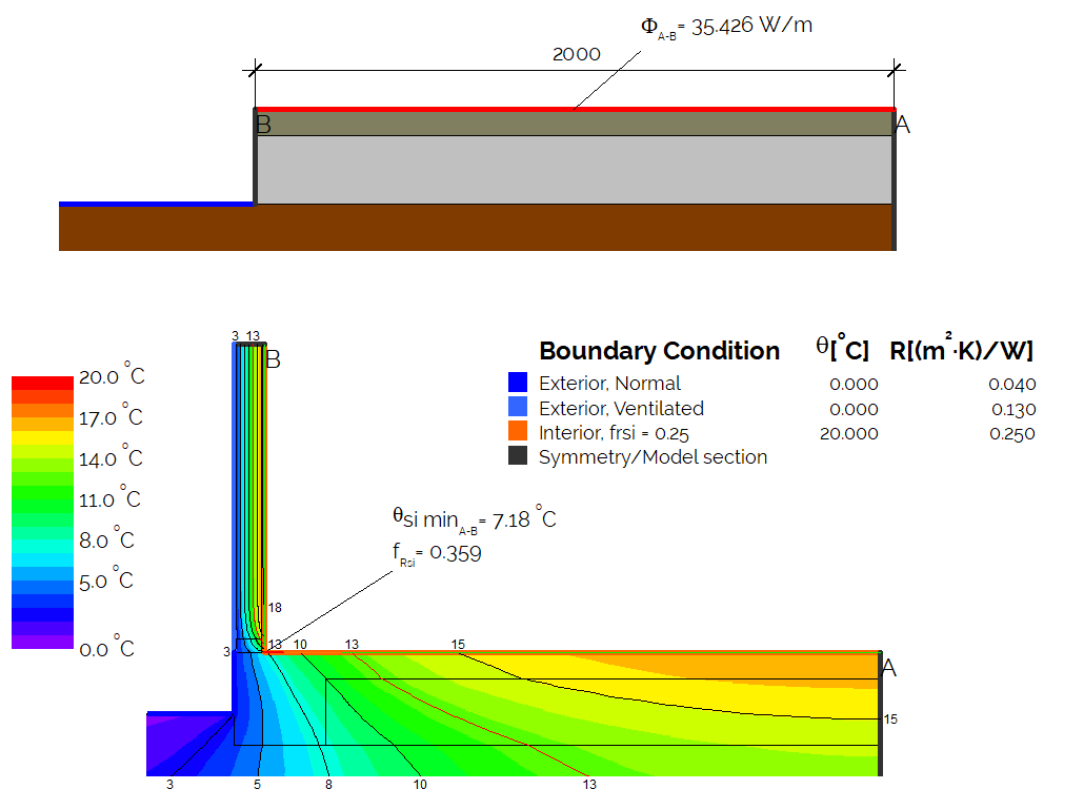 Φ_A-B= 35.426 W/m
2000
B
A
3 13
B
Boundary Condition θ[°C] R[(m²·K)/W]
Exterior, Normal 0.000 0.040
Exterior, Ventilated 0.000 0.130
Interior, frsi = 0.25 20.000 0.250
Symmetry/Model section
20.0 °C
17.0 °C
14.0 °C
11.0 °C
8.0 °C
5.0 °C
0.0 °C
θsi min_A-B= 7.18 °C
f_Rsi= 0.359
18
3 13 10 13 15
A
15
3 5 8 10 13